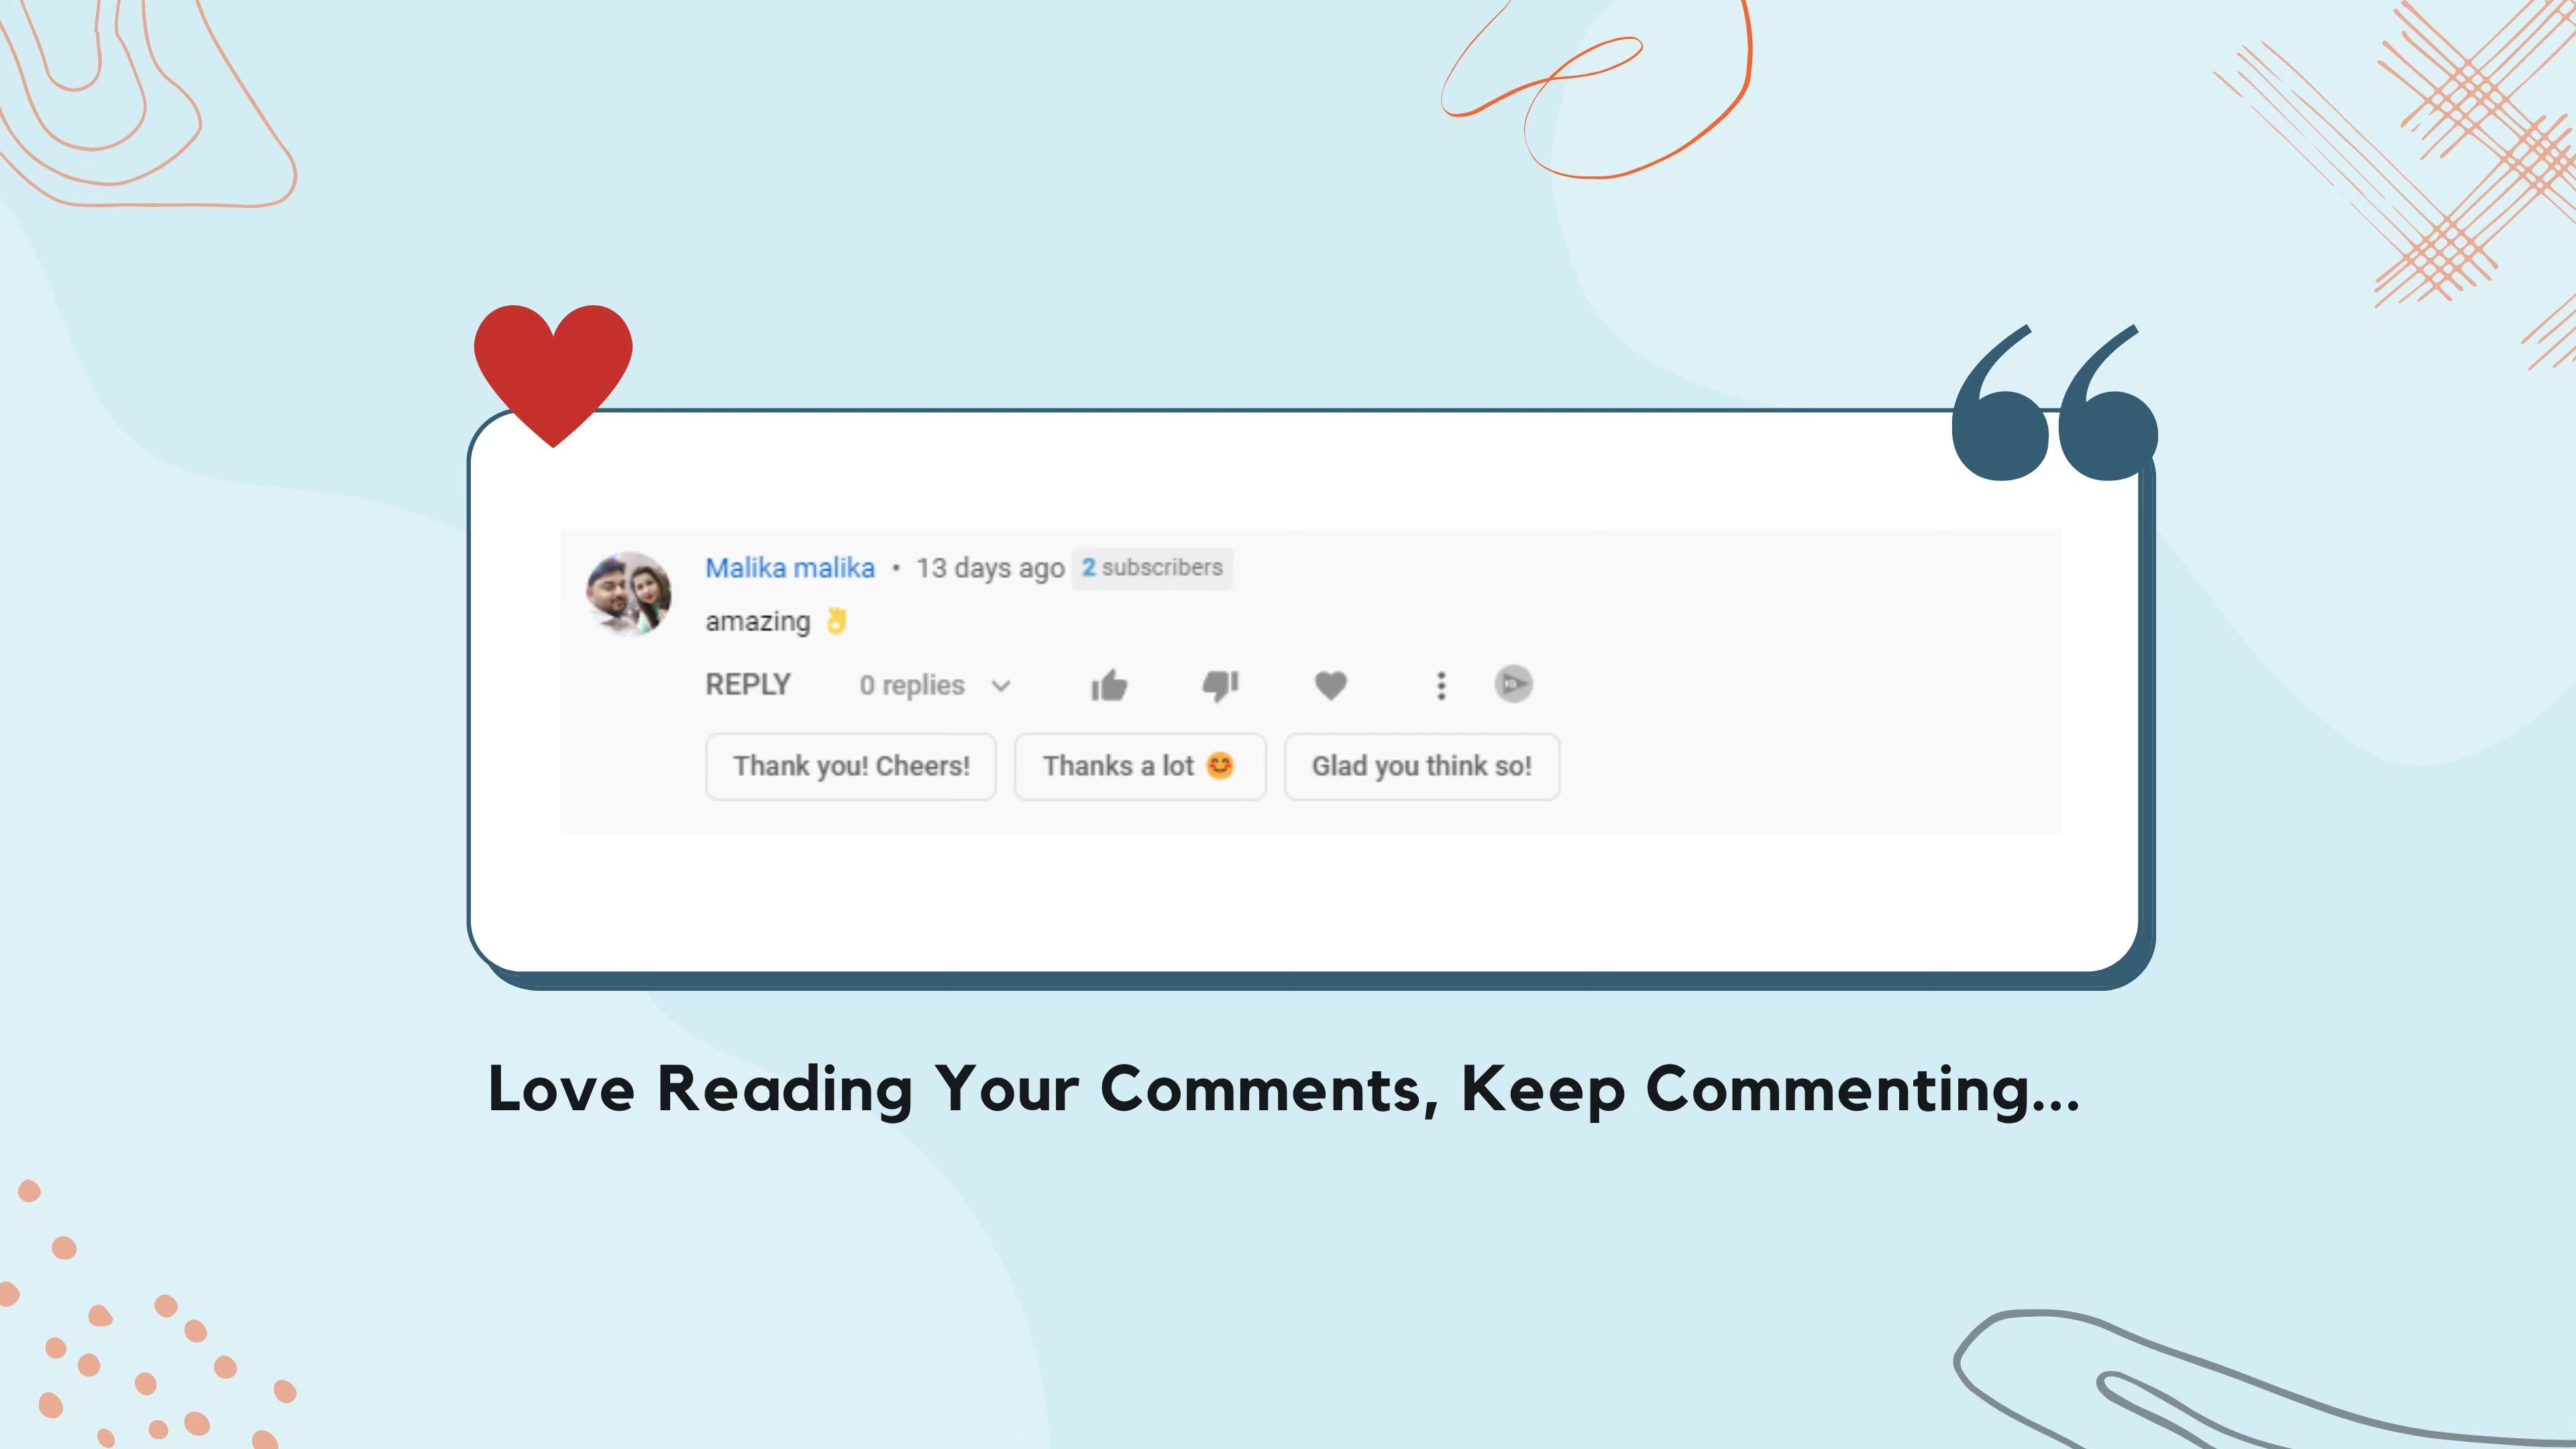 Malika malika • 13 days ago 2 subscribers
amazing 👌
REPLY 0 replies
Thank you! Cheers! Thanks a lot 😊 Glad you think so!
Love Reading Your Comments, Keep Commenting...